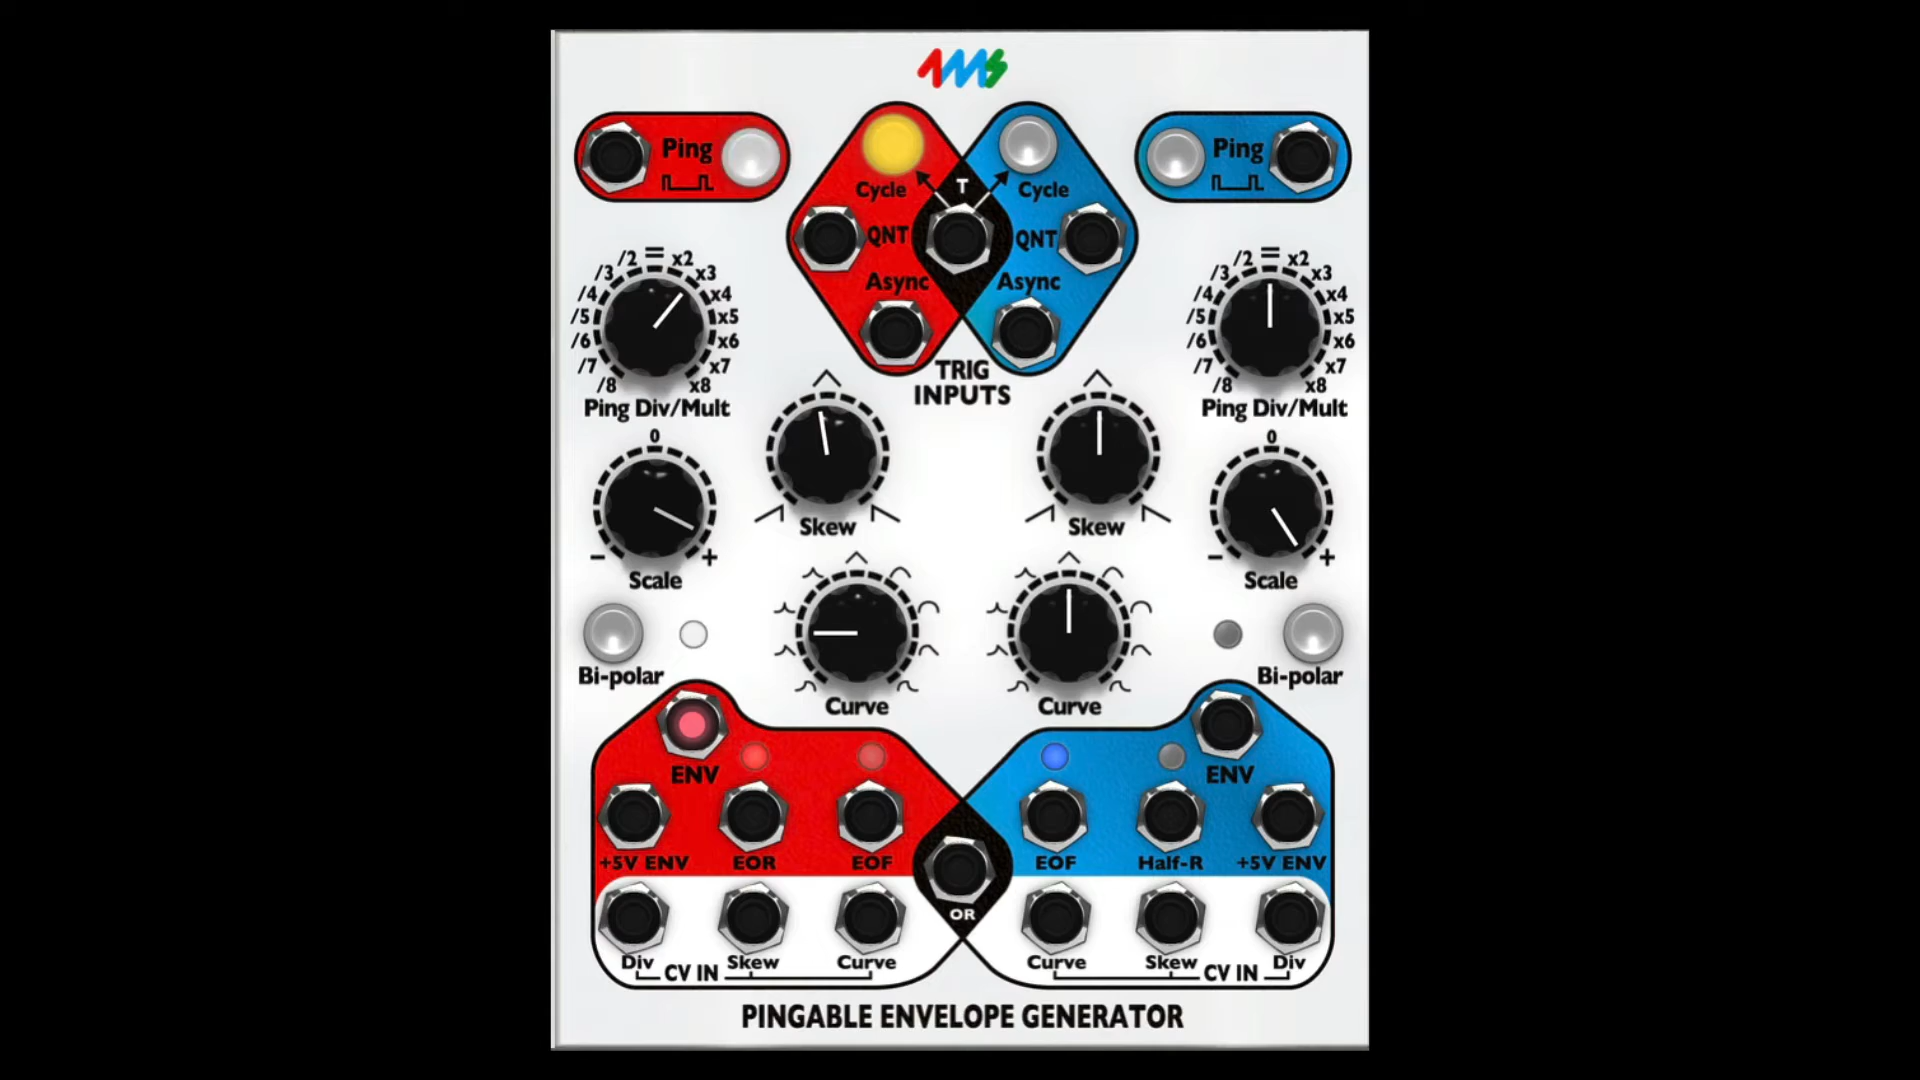 4ms
Ping
Ping
Cycle
T
Cycle
QNT
QNT
Async
Async
TRIG
INPUTS
/8 /7 /6 /5 /4 /3 /2 = x2 x3 x4 x5 x6 x7 x8
Ping Div/Mult
/8 /7 /6 /5 /4 /3 /2 = x2 x3 x4 x5 x6 x7 x8
Ping Div/Mult
Skew
Skew
0
- +
Scale
0
- +
Scale
Bi-polar
Curve
Curve
Bi-polar
ENV
ENV
+5V ENV EOR EOF
EOF Half-R +5V ENV
OR
Div CV IN Skew Curve
Curve Skew CV IN Div
PINGABLE ENVELOPE GENERATOR